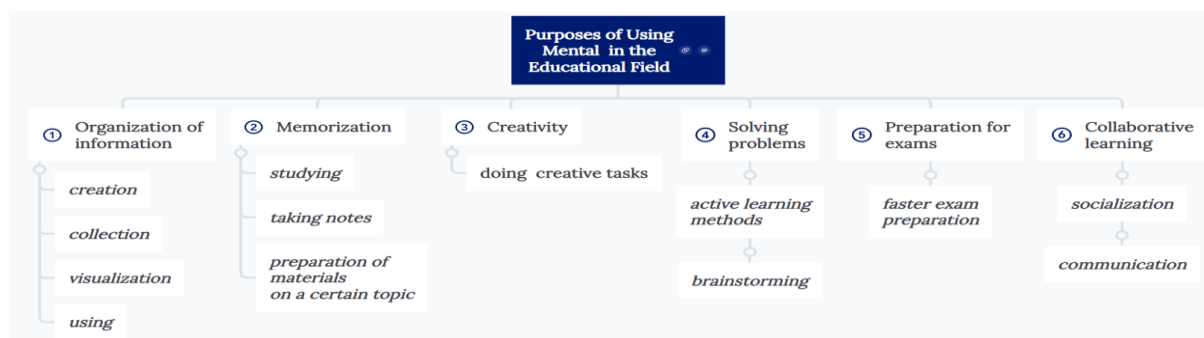 Purposes of Using
Mental in the
Educational Field
1 Organization of
information
creation
collection
visualization
using
2 Memorization
studying
taking notes
preparation of
materials
on a certain topic
3 Creativity
doing creative tasks
4 Solving
problems
active learning
methods
brainstorming
5 Preparation for
exams
faster exam
preparation
6 Collaborative
learning
socialization
communication